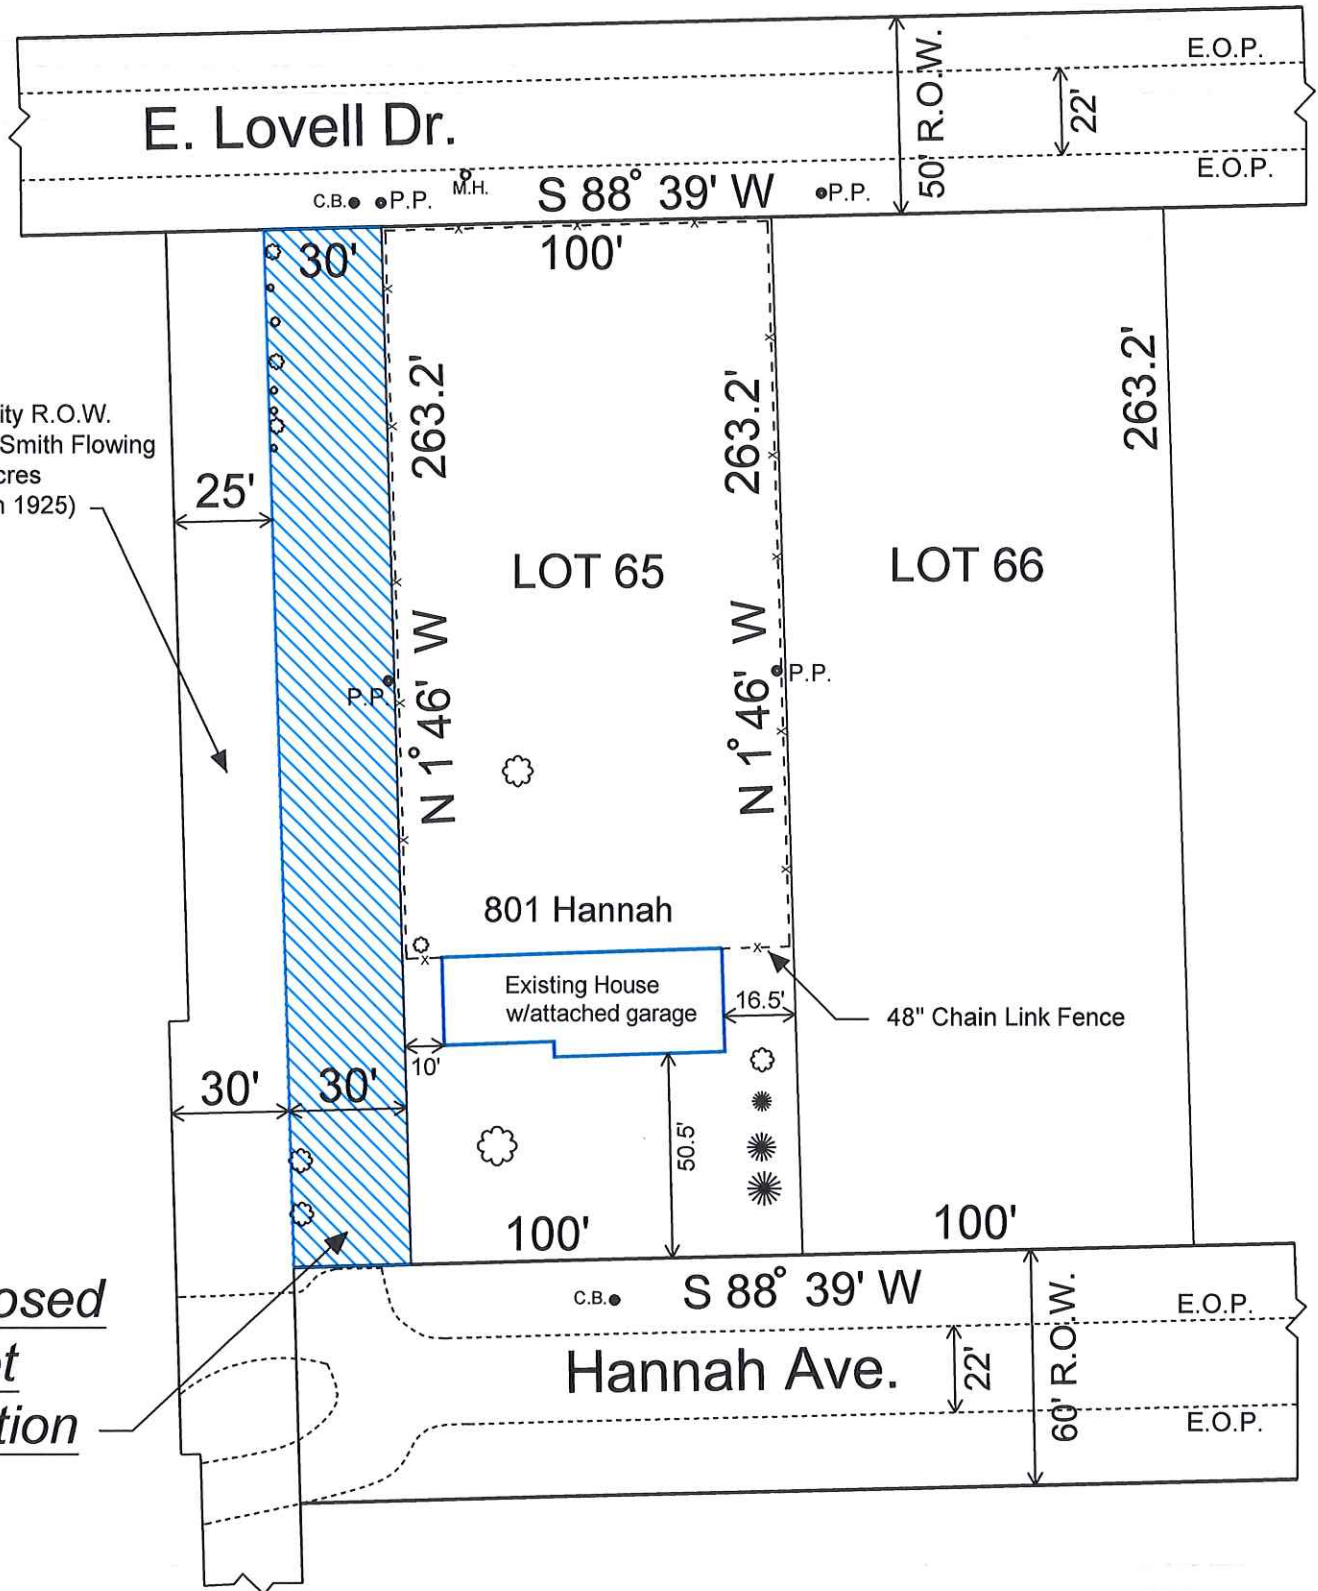 E.O.P.
50' R.O.W.
22'
E. Lovell Dr.
E.O.P.
M.H.
C.B.
P.P.
S 88° 39' W
P.P.
30'
100'
263.2'
263.2'
263.2'
ity R.O.W.
Smith Flowing
cres
n 1925)
25'
LOT 65
LOT 66
N 1° 46' W
N 1° 46' W
P.P.
P.P.
801 Hannah
Existing House
w/attached garage
16.5'
48" Chain Link Fence
10'
30'
30'
50.5'
100'
100'
osed
et
tion
C.B.
S 88° 39' W
E.O.P.
Hannah Ave.
22'
60' R.O.W.
E.O.P.